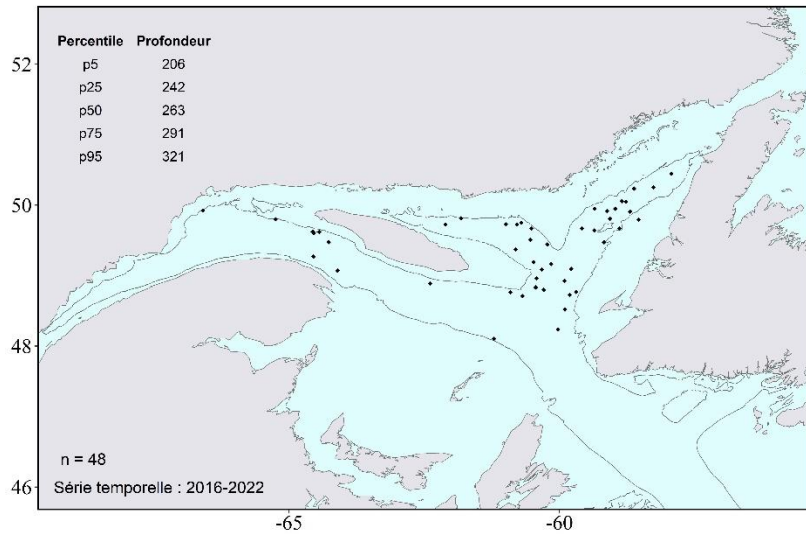 Percentile Profondeur
p5 206
p25 242
p50 263
p75 291
p95 321
52
50
48
46
n = 48
Série temporelle : 2016-2022
-65 -60